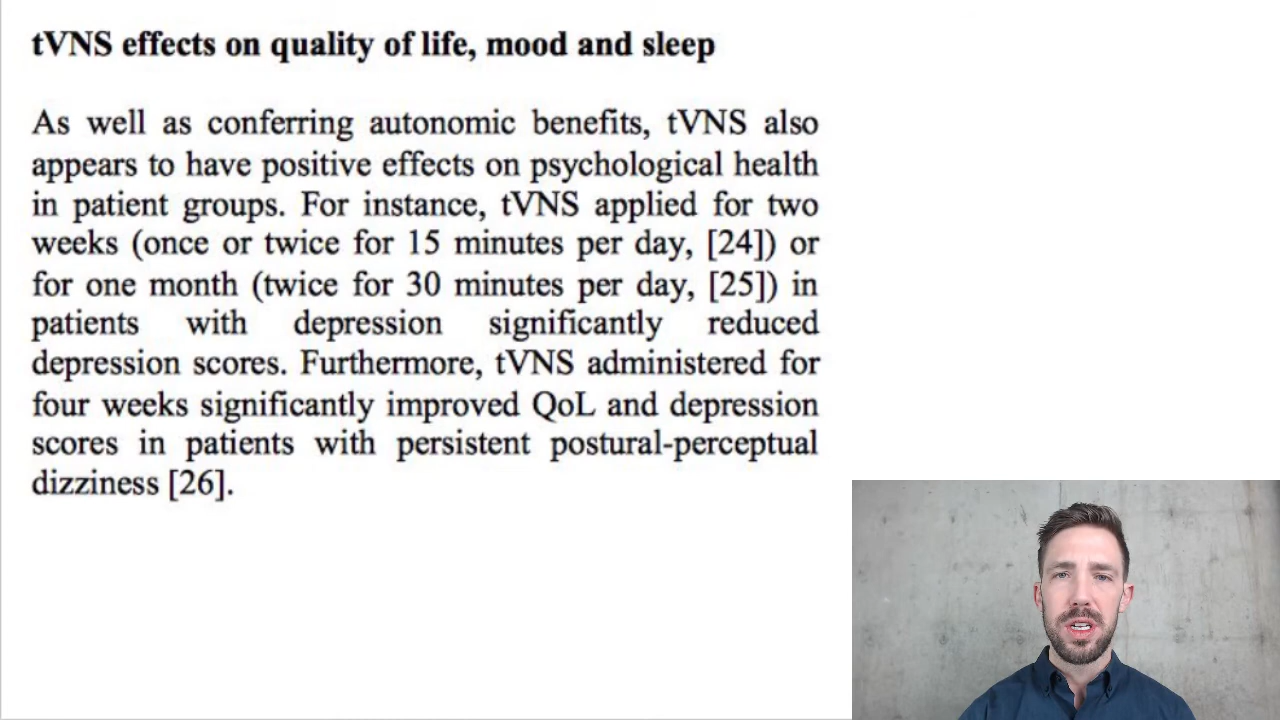 tVNS effects on quality of life, mood and sleep
As well as conferring autonomic benefits, tVNS also
appears to have positive effects on psychological health
in patient groups. For instance, tVNS applied for two
weeks (once or twice for 15 minutes per day, [24]) or
for one month (twice for 30 minutes per day, [25]) in
patients with depression significantly reduced
depression scores. Furthermore, tVNS administered for
four weeks significantly improved QoL and depression
scores in patients with persistent postural-perceptual
dizziness [26].